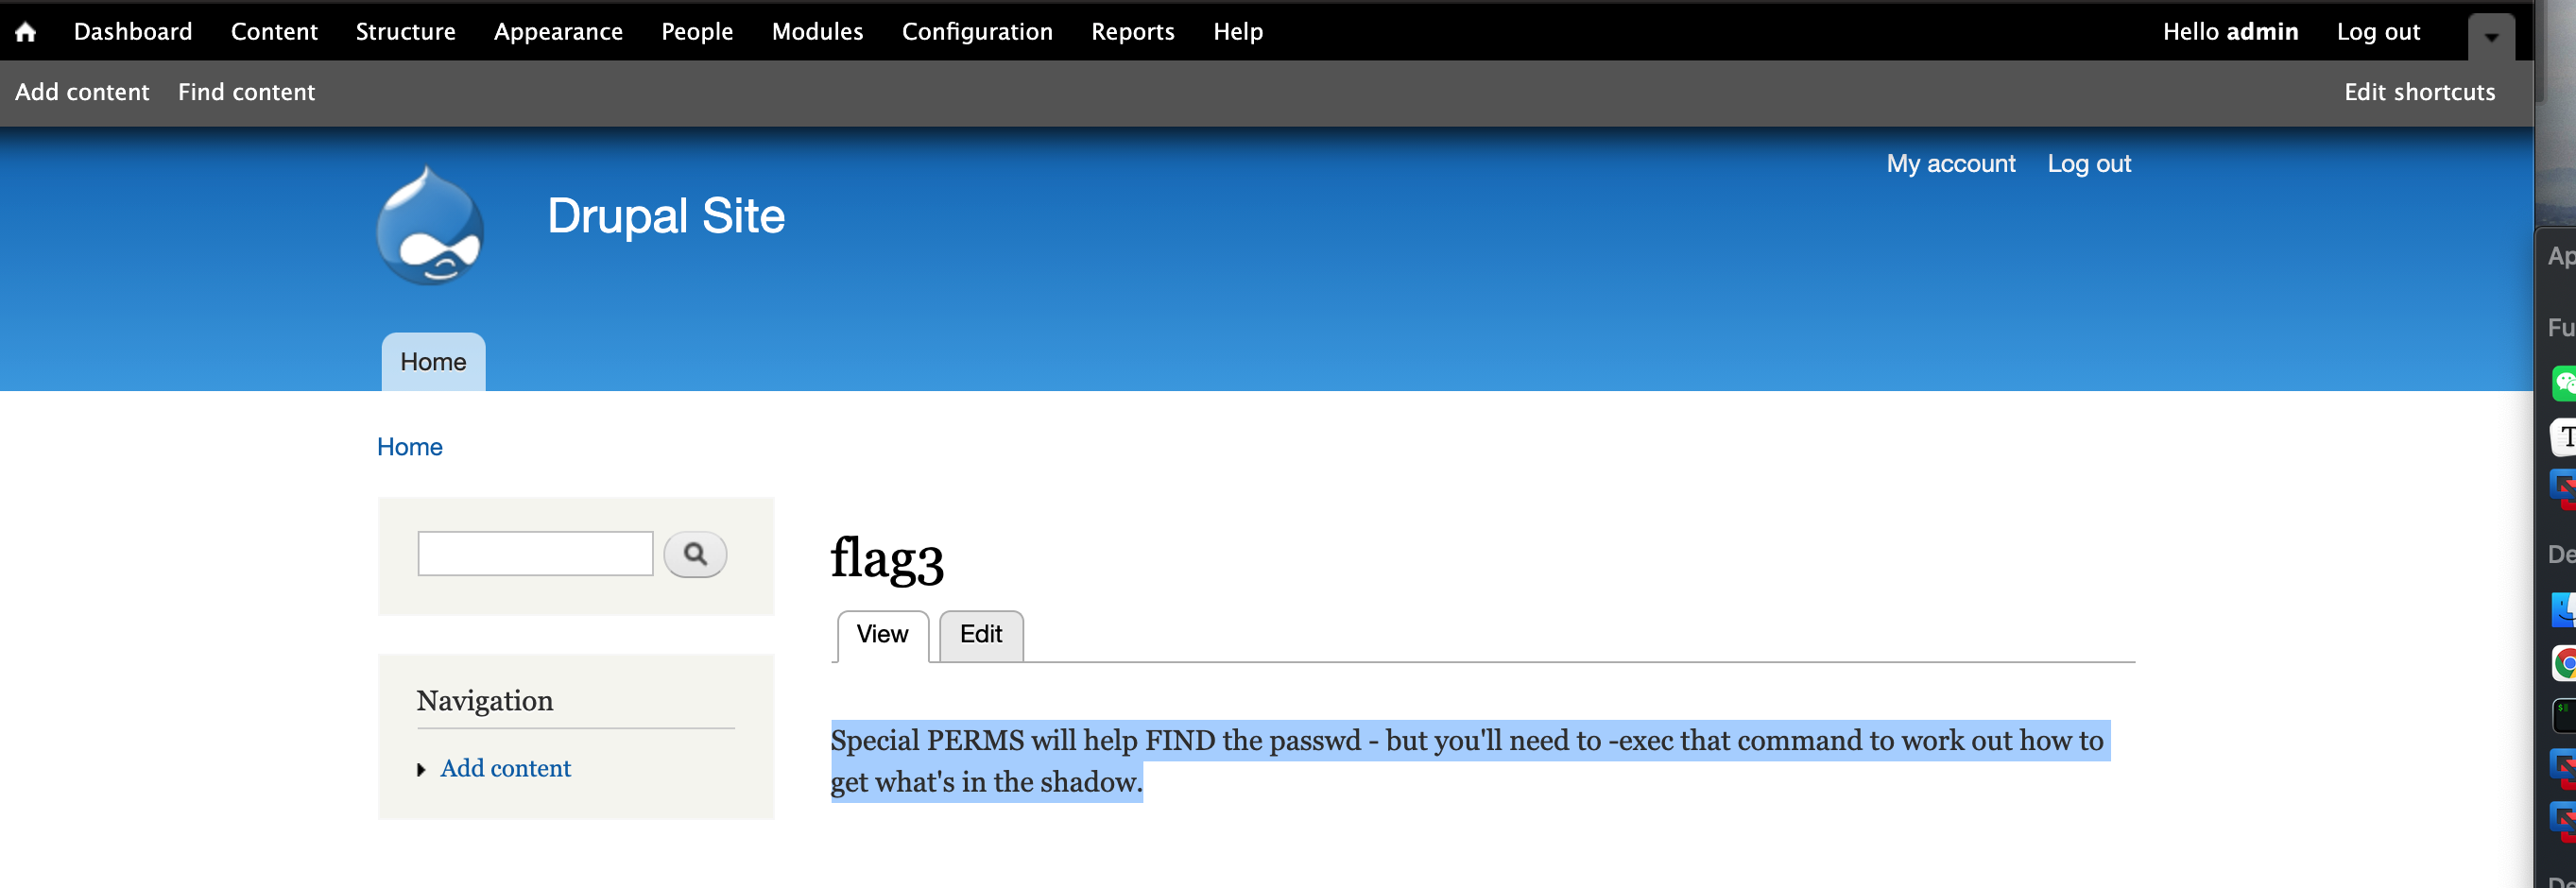 Dashboard Content Structure Appearance People Modules Configuration Reports Help Hello admin Log out
Add content Find content Edit shortcuts
My account Log out
Drupal Site
Home
Home
flag3
View Edit
Navigation
Add content
Special PERMS will help FIND the passwd - but you'll need to -exec that command to work out how to
get what's in the shadow.